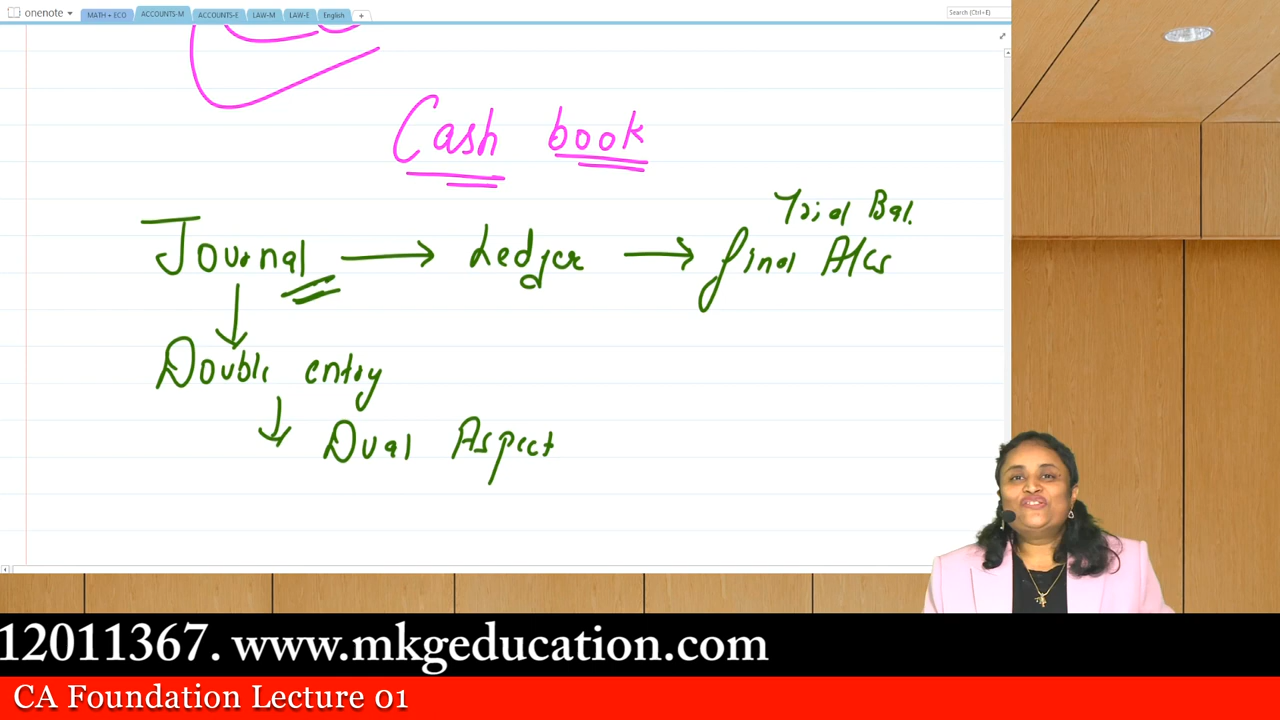 onenote
MATH + ECO
ACCOUNTS-M
ACCOUNTS-E
LAW-M
LAW-E
English
+
Search (Ctrl+E)
Cash book
Trial Bal.
Journal → Ledger → final A/cs
Double entry
Dual Aspect
12011367. www.mkgeducation.com
CA Foundation Lecture 01